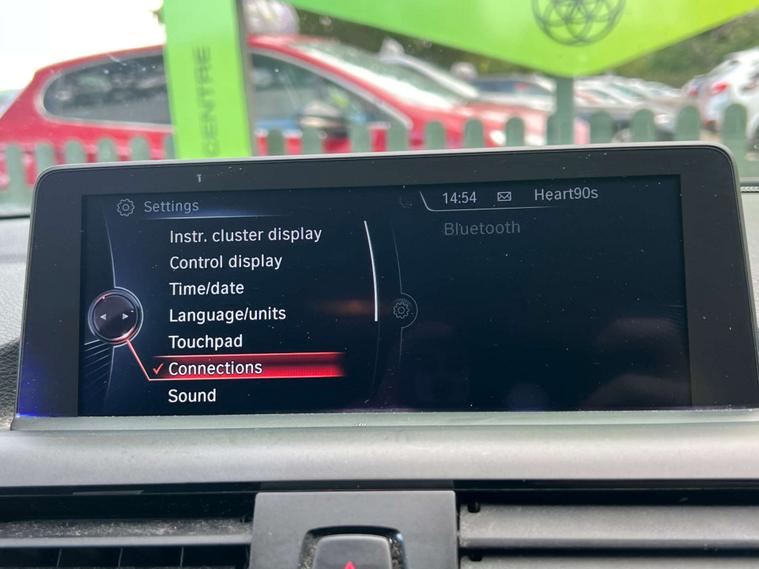 CENTRE
Settings
14:54
Heart90s
Instr. cluster display
Control display
Time/date
Language/units
Touchpad
Connections
Sound
Bluetooth